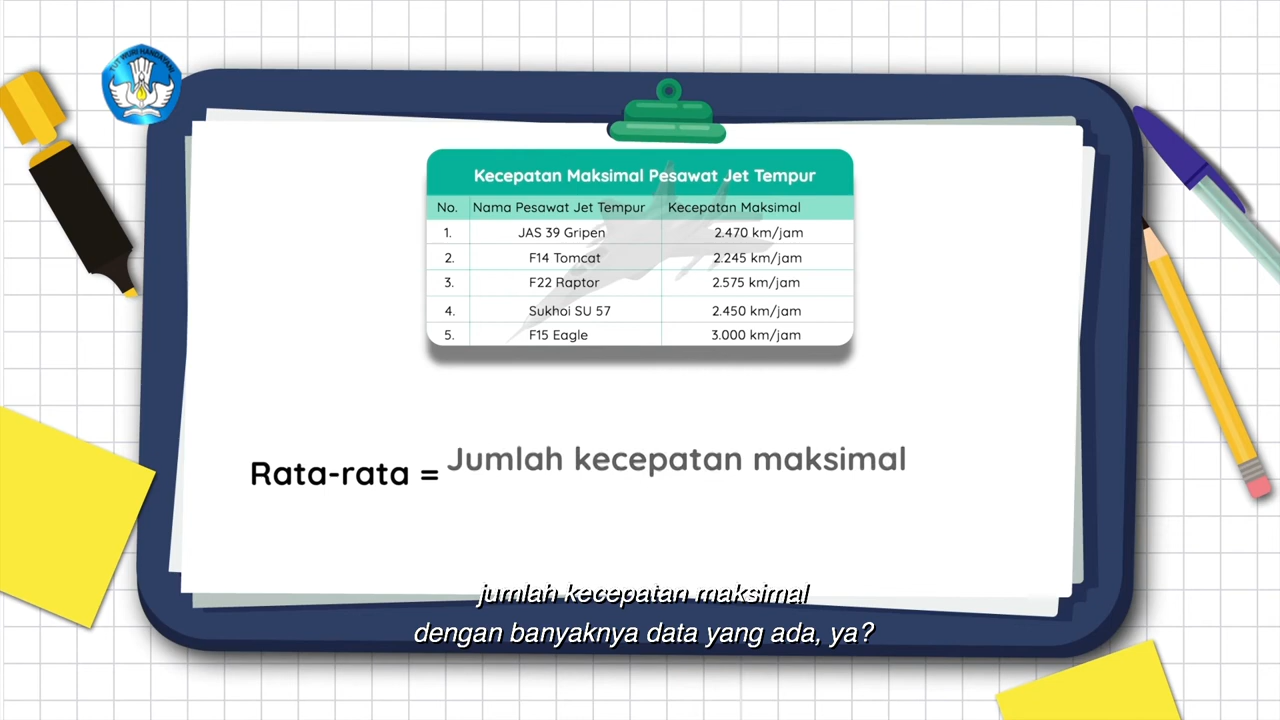 TUT WURI HANDAYANI
Kecepatan Maksimal Pesawat Jet Tempur
No. Nama Pesawat Jet Tempur Kecepatan Maksimal
1. JAS 39 Gripen 2.470 km/jam
2. F14 Tomcat 2.245 km/jam
3. F22 Raptor 2.575 km/jam
4. Sukhoi SU 57 2.450 km/jam
5. F15 Eagle 3.000 km/jam
Rata-rata = Jumlah kecepatan maksimal
jumlah kecepatan maksimal
dengan banyaknya data yang ada, ya?